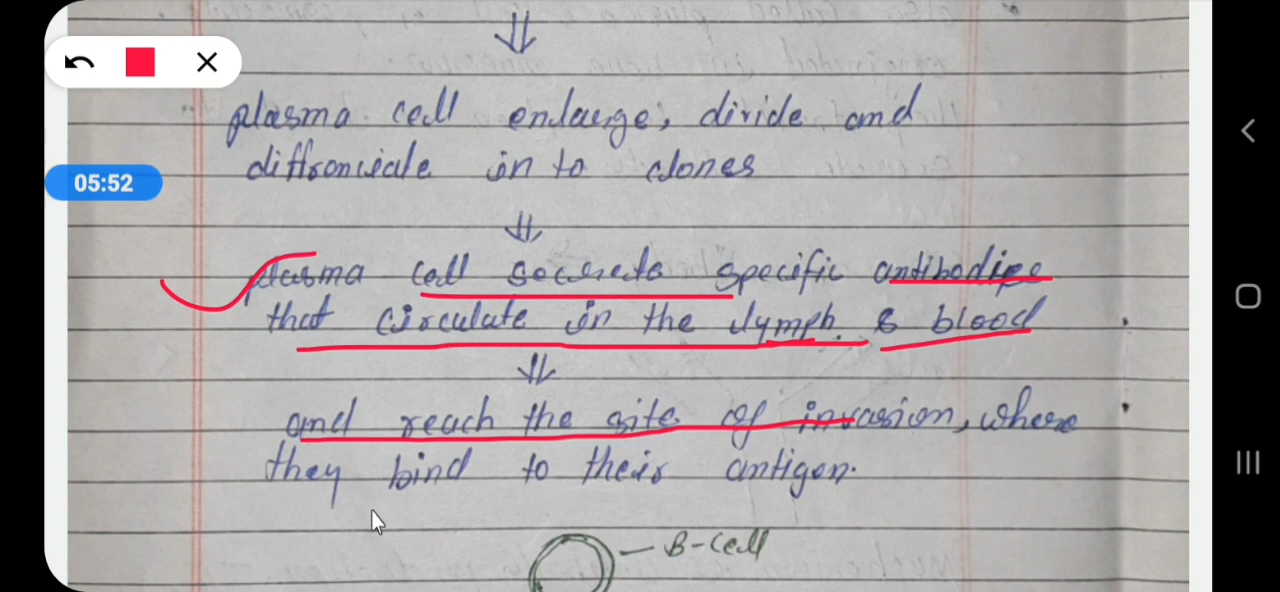 plasma cell enlarge, divide and
diffronciate in to clones
05:52
plasma cell secrete specific antibodies
that circulate in the lymph & blood
and reach the site of invasion, where
they bind to their antigen.
B-cell